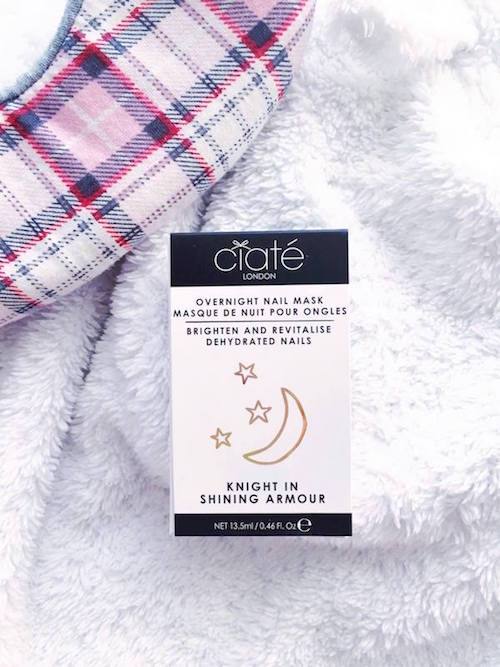 ciaté
LONDON
OVERNIGHT NAIL MASK
MASQUE DE NUIT POUR ONGLES
BRIGHTEN AND REVITALISE
DEHYDRATED NAILS
KNIGHT IN
SHINING ARMOUR
NET 13.5ml / 0.46 Fl. Oz ℮